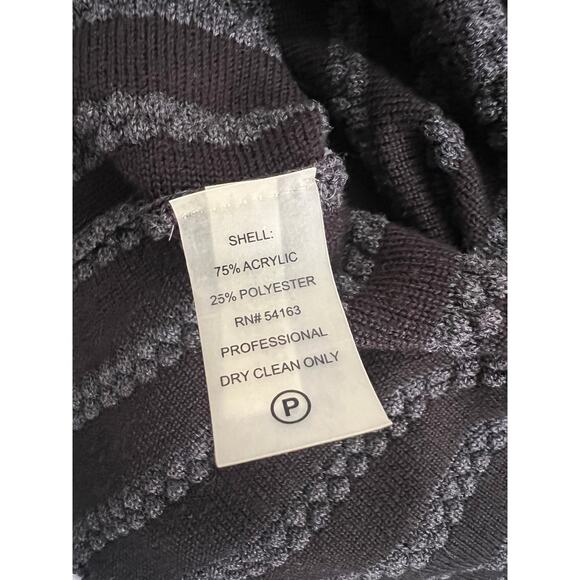 SHELL:
75% ACRYLIC
25% POLYESTER
RN# 54163
PROFESSIONAL
DRY CLEAN ONLY
P